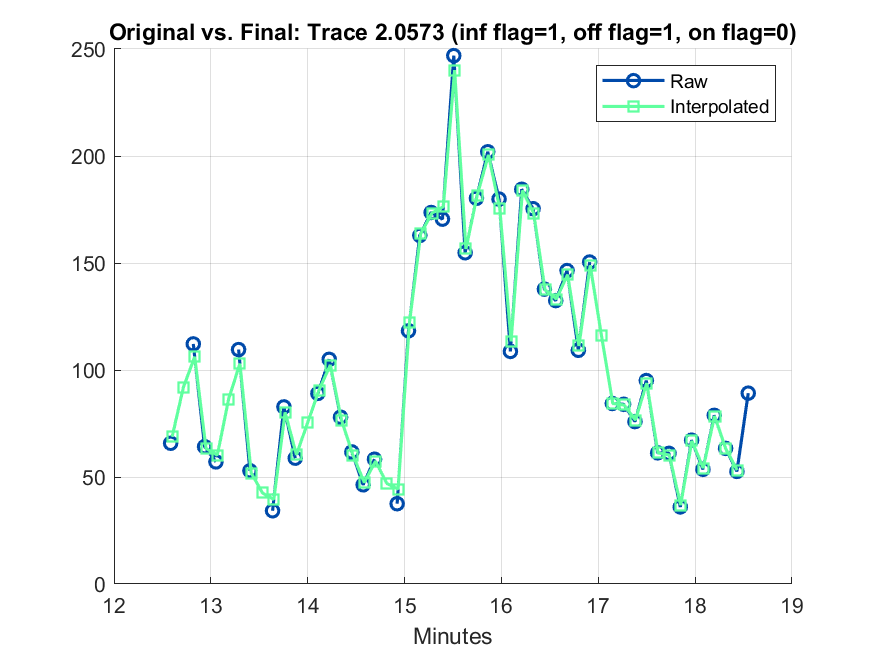 Original vs. Final: Trace 2.0573 (inf flag=1, off flag=1, on flag=0)
250
200
150
100
50
0
Raw
Interpolated
12 13 14 15 16 17 18 19
Minutes